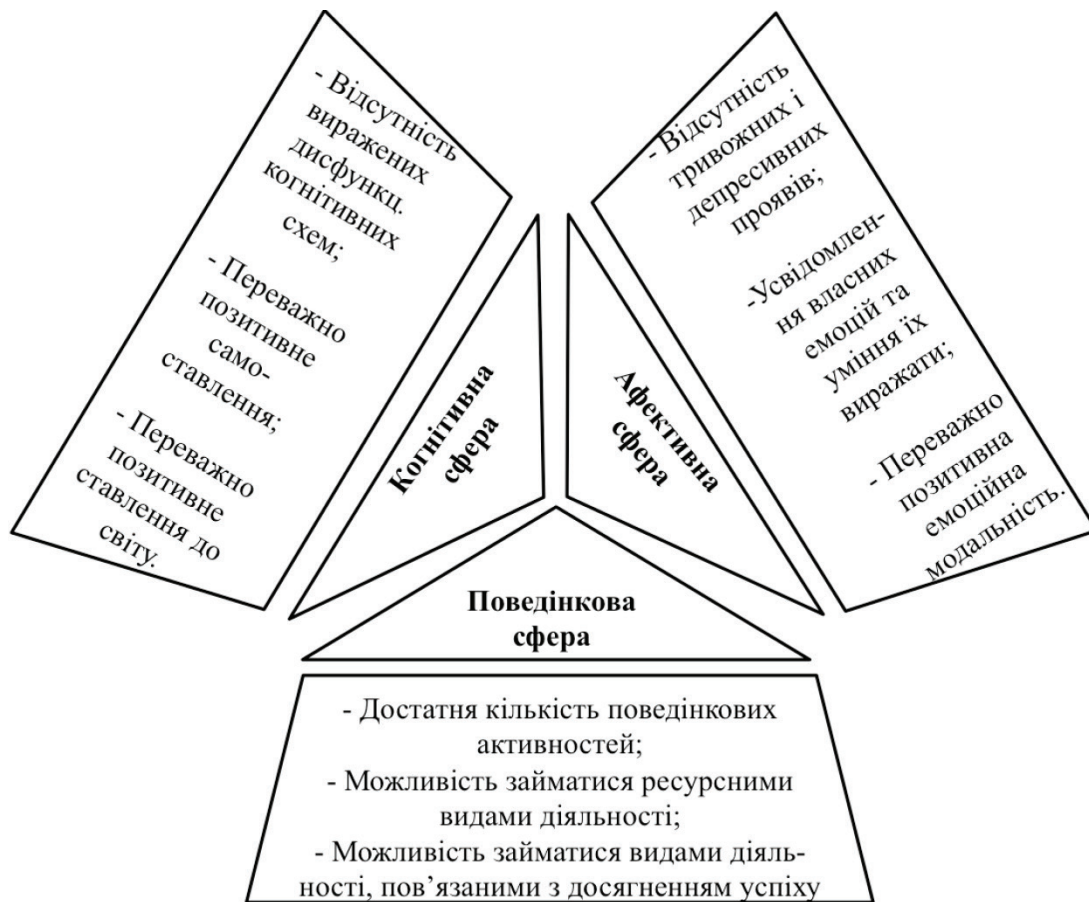 - Відсутність
виражених
дисфункц.
когнітивних
схем;
- Переважно
позитивне
само-
ставлення;
- Переважно
позитивне
ставлення до
світу.
Когнітивна
сфера
Афективна
сфера
- Відсутність
тривожних і
депресивних
проявів;
-Усвідомлен-
ня власних
емоцій та
уміння їх
виражати;
- Переважно
позитивна
емоційна
модальність.
Поведінкова
сфера
- Достатня кількість поведінкових
активностей;
- Можливість займатися ресурсними
видами діяльності;
- Можливість займатися видами діяль-
ності, пов’язаними з досягненням успіху